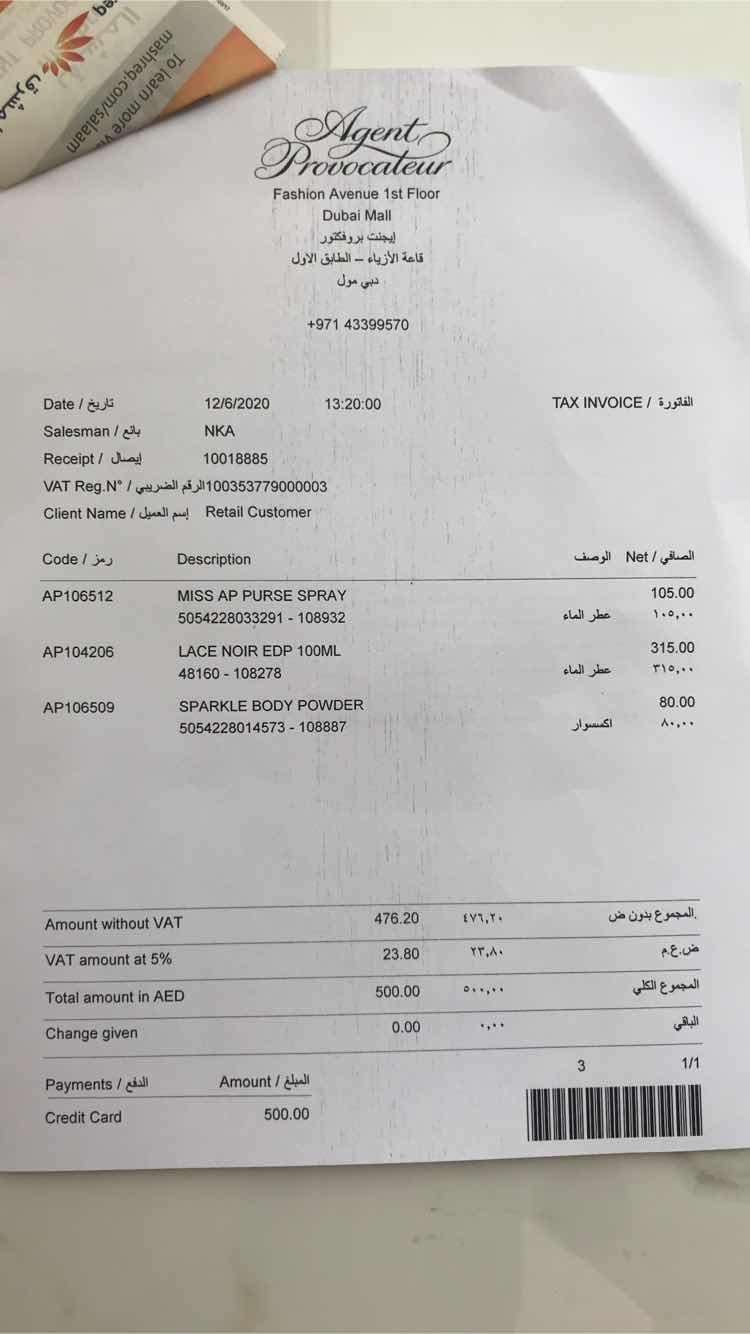 mashreq.com/salaam
To learn more
Agent
Provocateur
Fashion Avenue 1st Floor
Dubai Mall
إيجنت بروفكتور
قاعة الأزياء – الطابق الاول
دبي مول
+971 43399570
Date / تاريخ 12/6/2020 13:20:00 TAX INVOICE / الفاتورة
Salesman / بائع NKA
Receipt / إيصال 10018885
VAT Reg.N° / الرقم الضريبي 100353779000003
Client Name / إسم العميل Retail Customer
Code / رمز Description الوصف Net / الصافي
AP106512 MISS AP PURSE SPRAY 105.00
5054228033291 - 108932 عطر الماء ١٠٥,٠٠
AP104206 LACE NOIR EDP 100ML 315.00
48160 - 108278 عطر الماء ٣١٥,٠٠
AP106509 SPARKLE BODY POWDER 80.00
5054228014573 - 108887 اكسسوار ٨٠,٠٠
Amount without VAT 476.20 ٤٧٦,٢٠ المجموع بدون ض.
VAT amount at 5% 23.80 ٢٣,٨٠ ض.ع.م
Total amount in AED 500.00 ٥٠٠,٠٠ المجموع الكلي
Change given 0.00 ٠,٠٠ الباقي
3 1/1
Payments / الدفع Amount / المبلغ
Credit Card 500.00